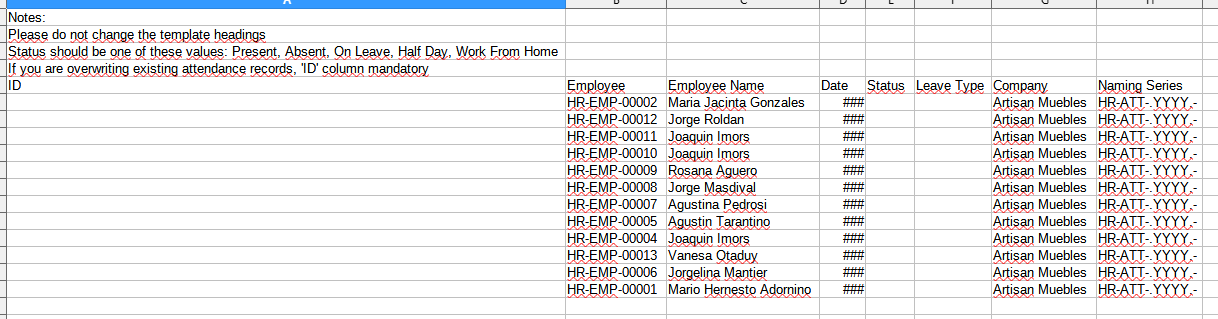 A B C D E F G H
Notes:
Please do not change the template headings
Status should be one of these values: Present, Absent, On Leave, Half Day, Work From Home
If you are overwriting existing attendance records, 'ID' column mandatory
ID Employee Employee Name Date Status Leave Type Company Naming Series
HR-EMP-00002 Maria Jacinta Gonzales ### Artisan Muebles HR-ATT-.YYYY.-
HR-EMP-00012 Jorge Roldan ### Artisan Muebles HR-ATT-.YYYY.-
HR-EMP-00011 Joaquin Imors ### Artisan Muebles HR-ATT-.YYYY.-
HR-EMP-00010 Joaquin Imors ### Artisan Muebles HR-ATT-.YYYY.-
HR-EMP-00009 Rosana Aguero ### Artisan Muebles HR-ATT-.YYYY.-
HR-EMP-00008 Jorge Masdival ### Artisan Muebles HR-ATT-.YYYY.-
HR-EMP-00007 Agustina Pedrosi ### Artisan Muebles HR-ATT-.YYYY.-
HR-EMP-00005 Agustin Tarantino ### Artisan Muebles HR-ATT-.YYYY.-
HR-EMP-00004 Joaquin Imors ### Artisan Muebles HR-ATT-.YYYY.-
HR-EMP-00013 Vanesa Otaduy ### Artisan Muebles HR-ATT-.YYYY.-
HR-EMP-00006 Jorgelina Mantier ### Artisan Muebles HR-ATT-.YYYY.-
HR-EMP-00001 Mario Hernesto Adornino ### Artisan Muebles HR-ATT-.YYYY.-